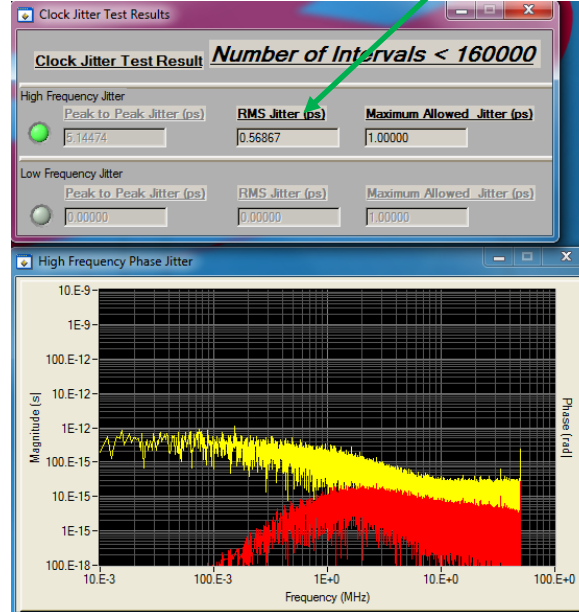 Clock Jitter Test Results
Clock Jitter Test Result Number of Intervals < 160000
High Frequency Jitter
Peak to Peak Jitter (ps) RMS Jitter (ps) Maximum Allowed Jitter (ps)
5.14474 0.56867 1.00000
Low Frequency Jitter
Peak to Peak Jitter (ps) RMS Jitter (ps) Maximum Allowed Jitter (ps)
0.00000 0.00000 1.00000
High Frequency Phase Jitter
10.E-9
1E-9
100.E-12
10.E-12
1E-12
100.E-15
10.E-15
1E-15
100.E-18
Magnitude [s]
Phase [rad]
10.E-3 100.E-3 1E+0 10.E+0 100.E+0
Frequency (MHz)